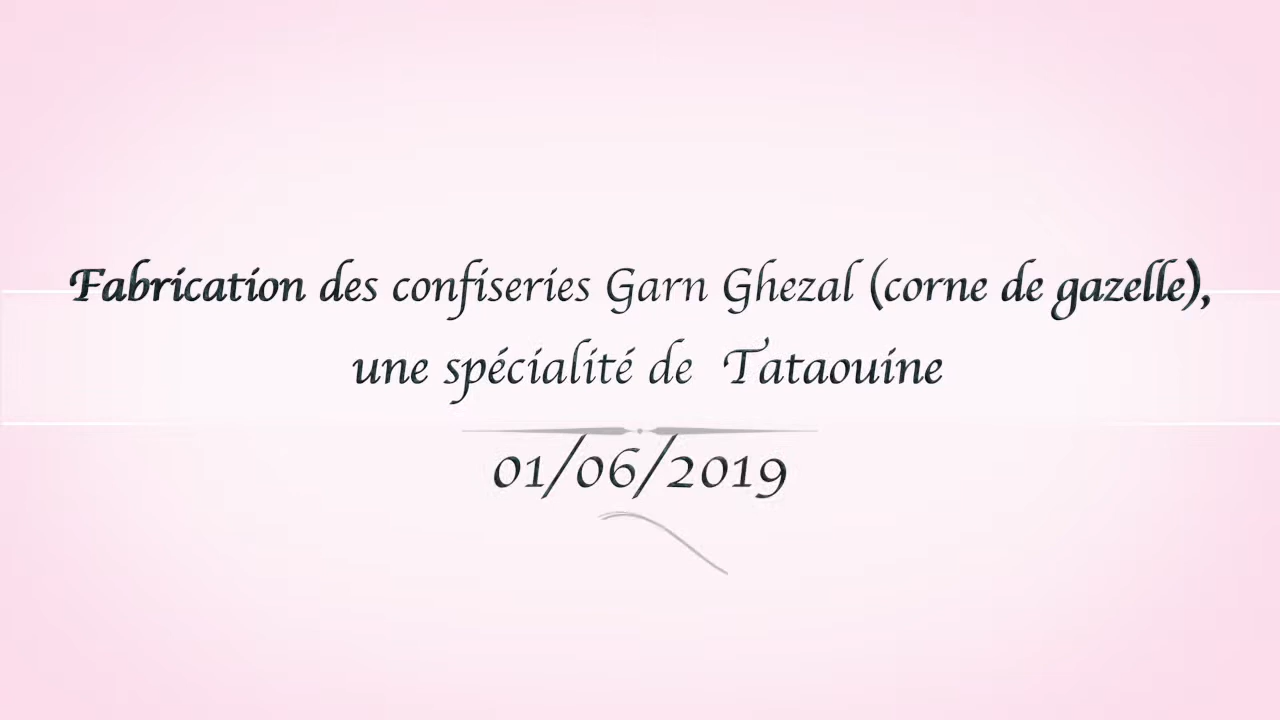 Fabrication des confiseries Garn Ghezal (corne de gazelle),
une spécialité de Tataouine
01/06/2019